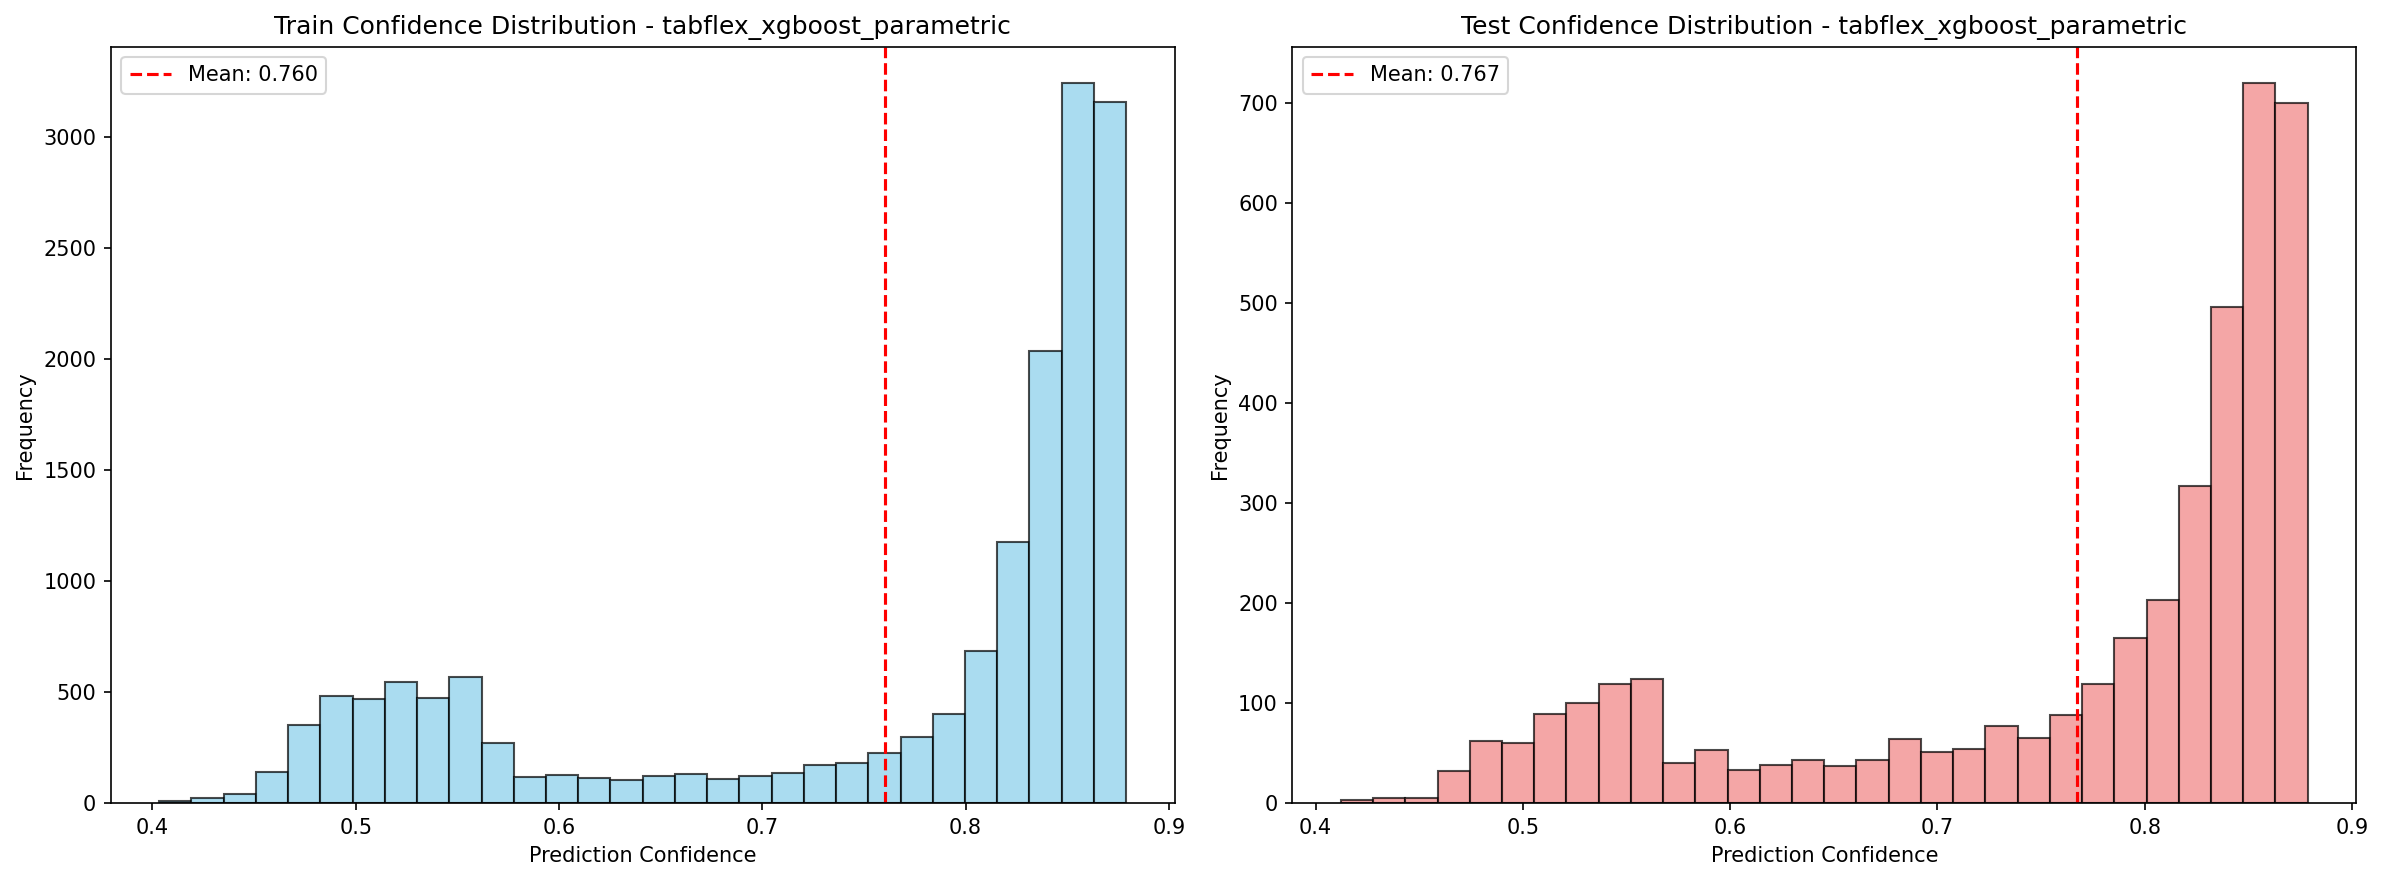 Train Confidence Distribution - tabflex_xgboost_parametric
Mean: 0.760
Frequency
3000
2500
2000
1500
1000
500
0
0.4 0.5 0.6 0.7 0.8 0.9
Prediction Confidence
Test Confidence Distribution - tabflex_xgboost_parametric
Mean: 0.767
Frequency
700
600
500
400
300
200
100
0
0.4 0.5 0.6 0.7 0.8 0.9
Prediction Confidence